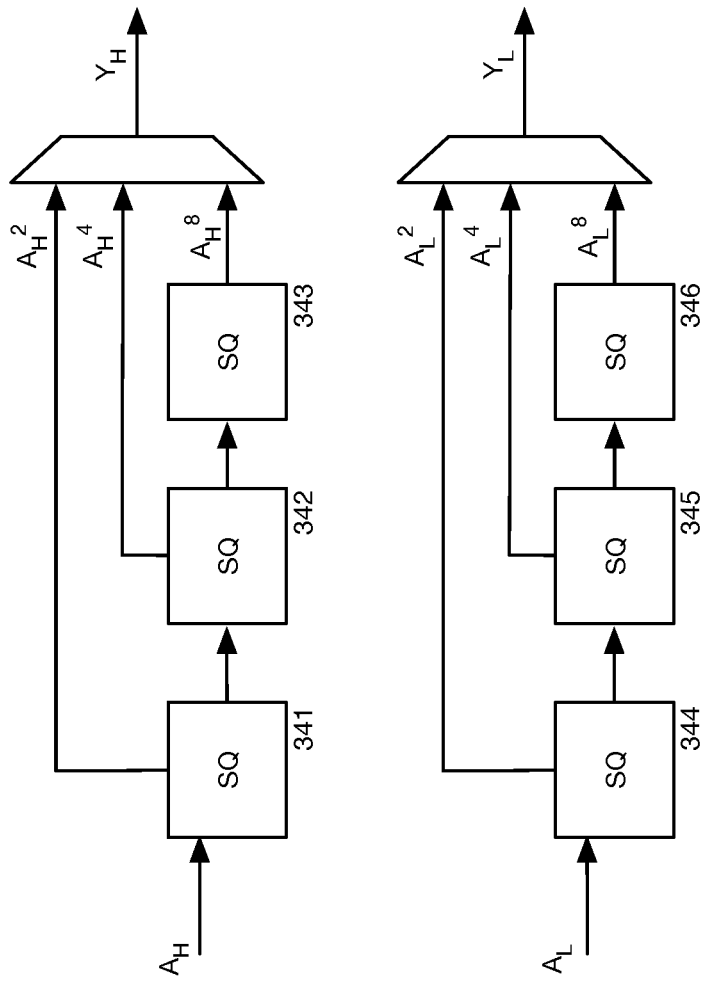 Y_H
A_H^2
A_H^4
A_H^8
SQ
343
SQ
342
SQ
341
A_H
Y_L
A_L^2
A_L^4
A_L^8
SQ
346
SQ
345
SQ
344
A_L